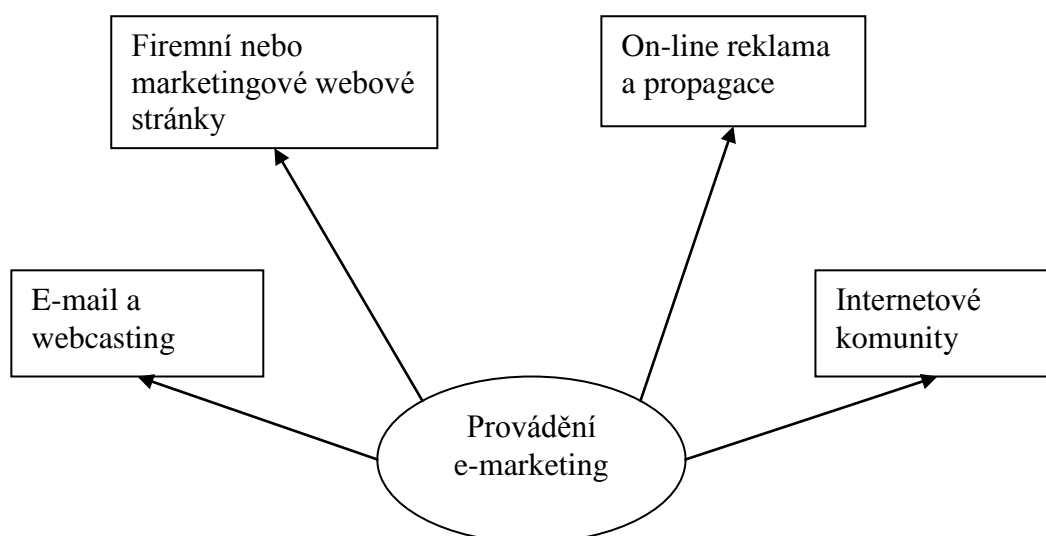 Firemní nebo
marketingové webové
stránky
On-line reklama
a propagace
E-mail a
webcasting
Internetové
komunity
Provádění
e-marketing